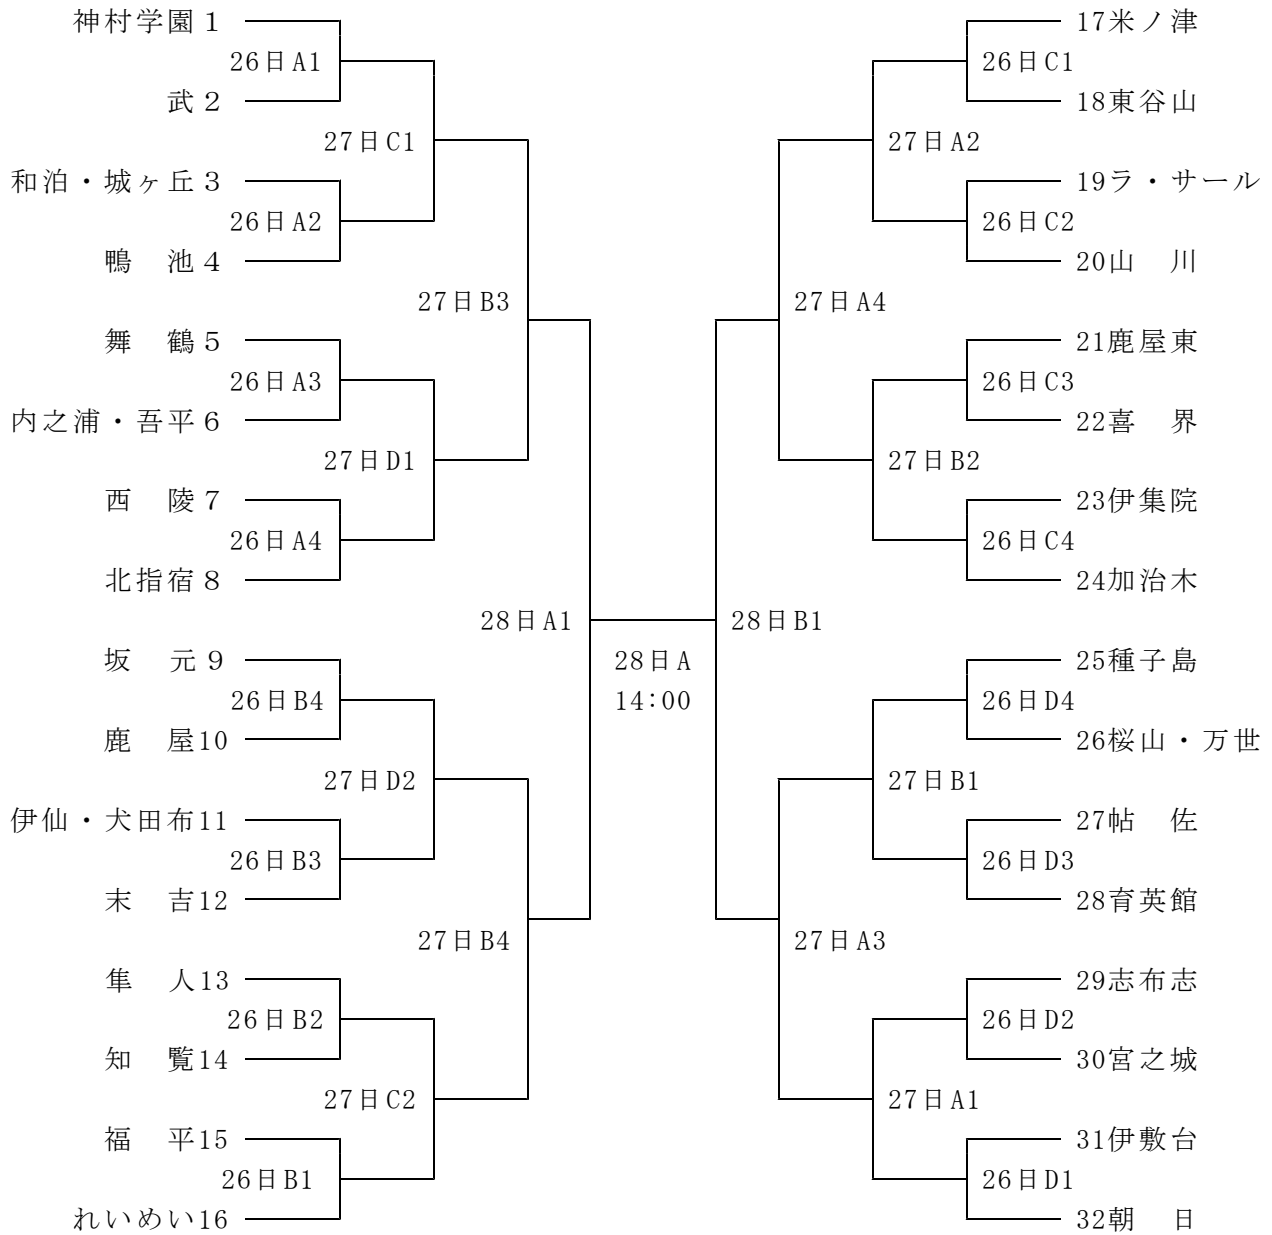 神村学園 1
26日A1
武 2
27日C1
和泊・城ヶ丘 3
26日A2
鴨　池 4
27日B3
舞　鶴 5
26日A3
内之浦・吾平 6
27日D1
西　陵 7
26日A4
北指宿 8
28日A1
坂　元 9
26日B4
鹿　屋10
27日D2
伊仙・犬田布11
26日B3
末　吉12
27日B4
隼　人13
26日B2
知　覧14
27日C2
福　平15
26日B1
れいめい16
28日A
14:00
17米ノ津
26日C1
18東谷山
27日A2
19ラ・サール
26日C2
20山　川
27日A4
21鹿屋東
26日C3
22喜　界
27日B2
23伊集院
26日C4
24加治木
28日B1
25種子島
26日D4
26桜山・万世
27日B1
27帖　佐
26日D3
28育英館
27日A3
29志布志
26日D2
30宮之城
27日A1
31伊敷台
26日D1
32朝　日